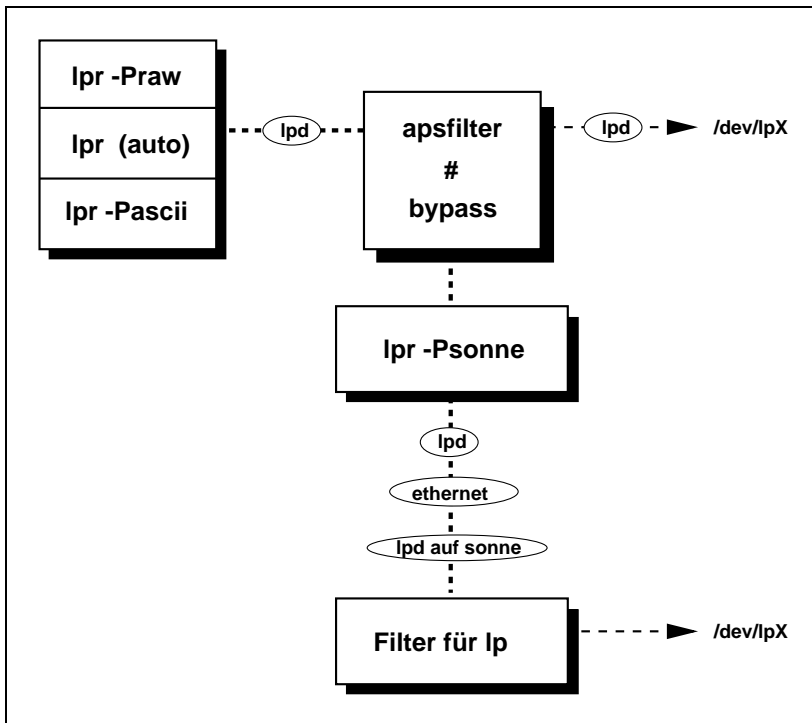 lpr -Praw
lpr (auto)
lpr -Pascii
lpd
apsfilter
#
bypass
lpd
/dev/lpX
lpr -Psonne
lpd
ethernet
lpd auf sonne
Filter für lp
/dev/lpX